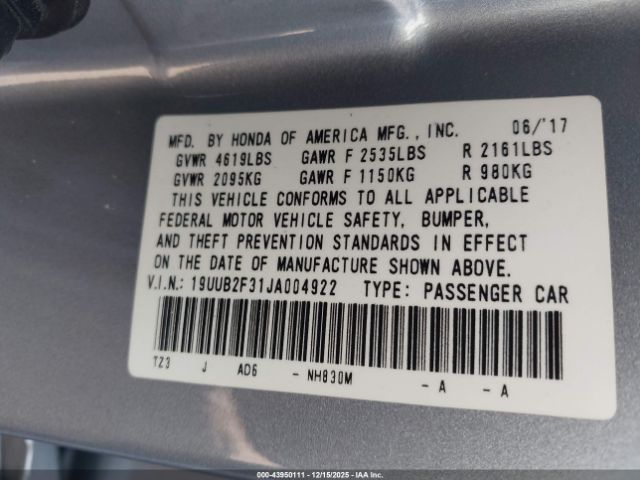 MFD. BY HONDA OF AMERICA MFG., INC. 06/'17
GVWR 4619LBS GAWR F 2535LBS R 2161LBS
GVWR 2095KG GAWR F 1150KG R 980KG
THIS VEHICLE CONFORMS TO ALL APPLICABLE
FEDERAL MOTOR VEHICLE SAFETY, BUMPER,
AND THEFT PREVENTION STANDARDS IN EFFECT
ON THE DATE OF MANUFACTURE SHOWN ABOVE.
V.I.N.: 19UUB2F31JA004922 TYPE: PASSENGER CAR
TZ3 J AD6 - NH830M - A - A
©-43950111 - 12/15/2025 - IAA Inc.